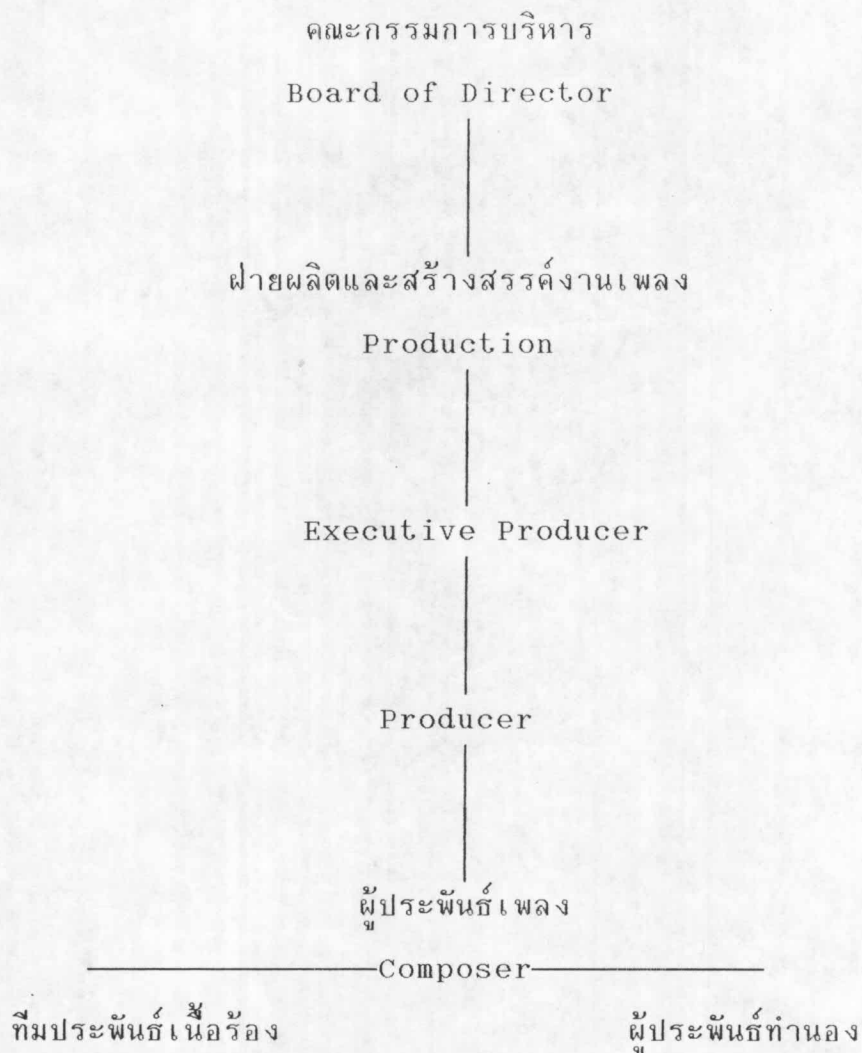 คณะกรรมการบริหาร
Board of Director
ฝ่ายผลิตและสร้างสรรค์งานเพลง
Production
Executive Producer
Producer
ผู้ประพันธ์เพลง
Composer
ทีมประพันธ์เนื้อร้อง ผู้ประพันธ์ทำนอง